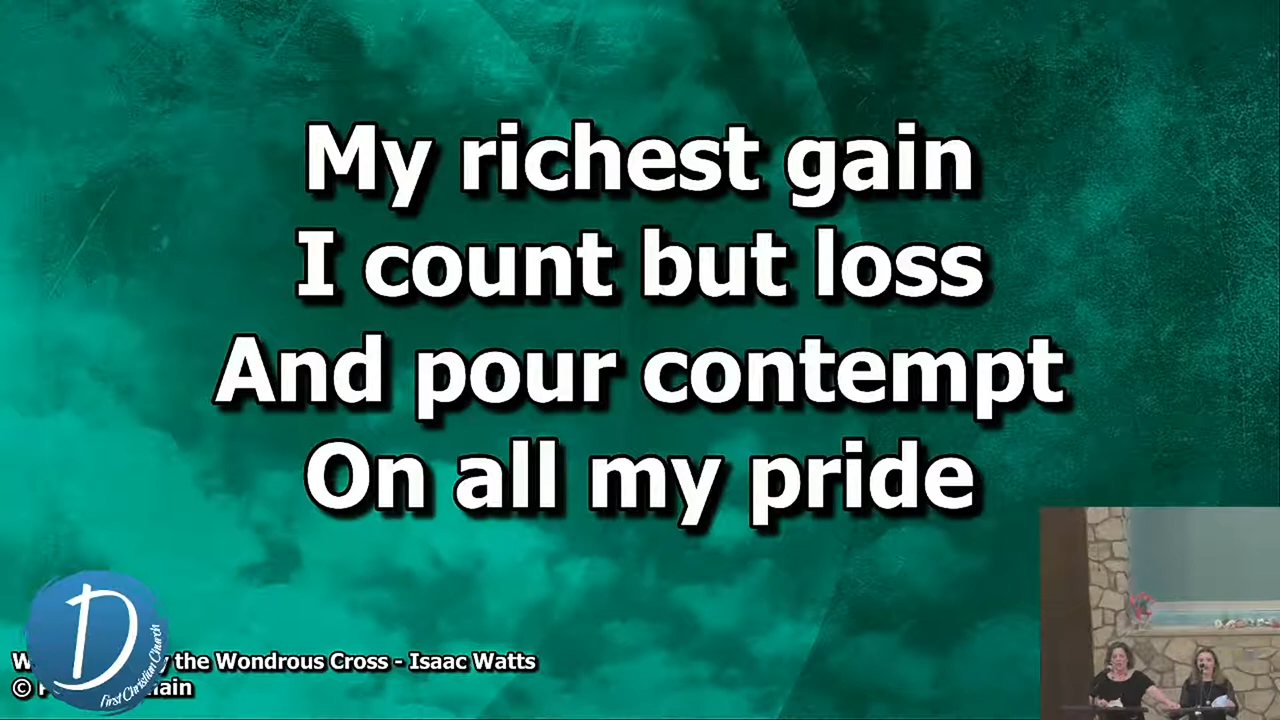 My richest gain
I count but loss
And pour contempt
On all my pride
D
First Christian Church
the Wondrous Cross - Isaac Watts
©